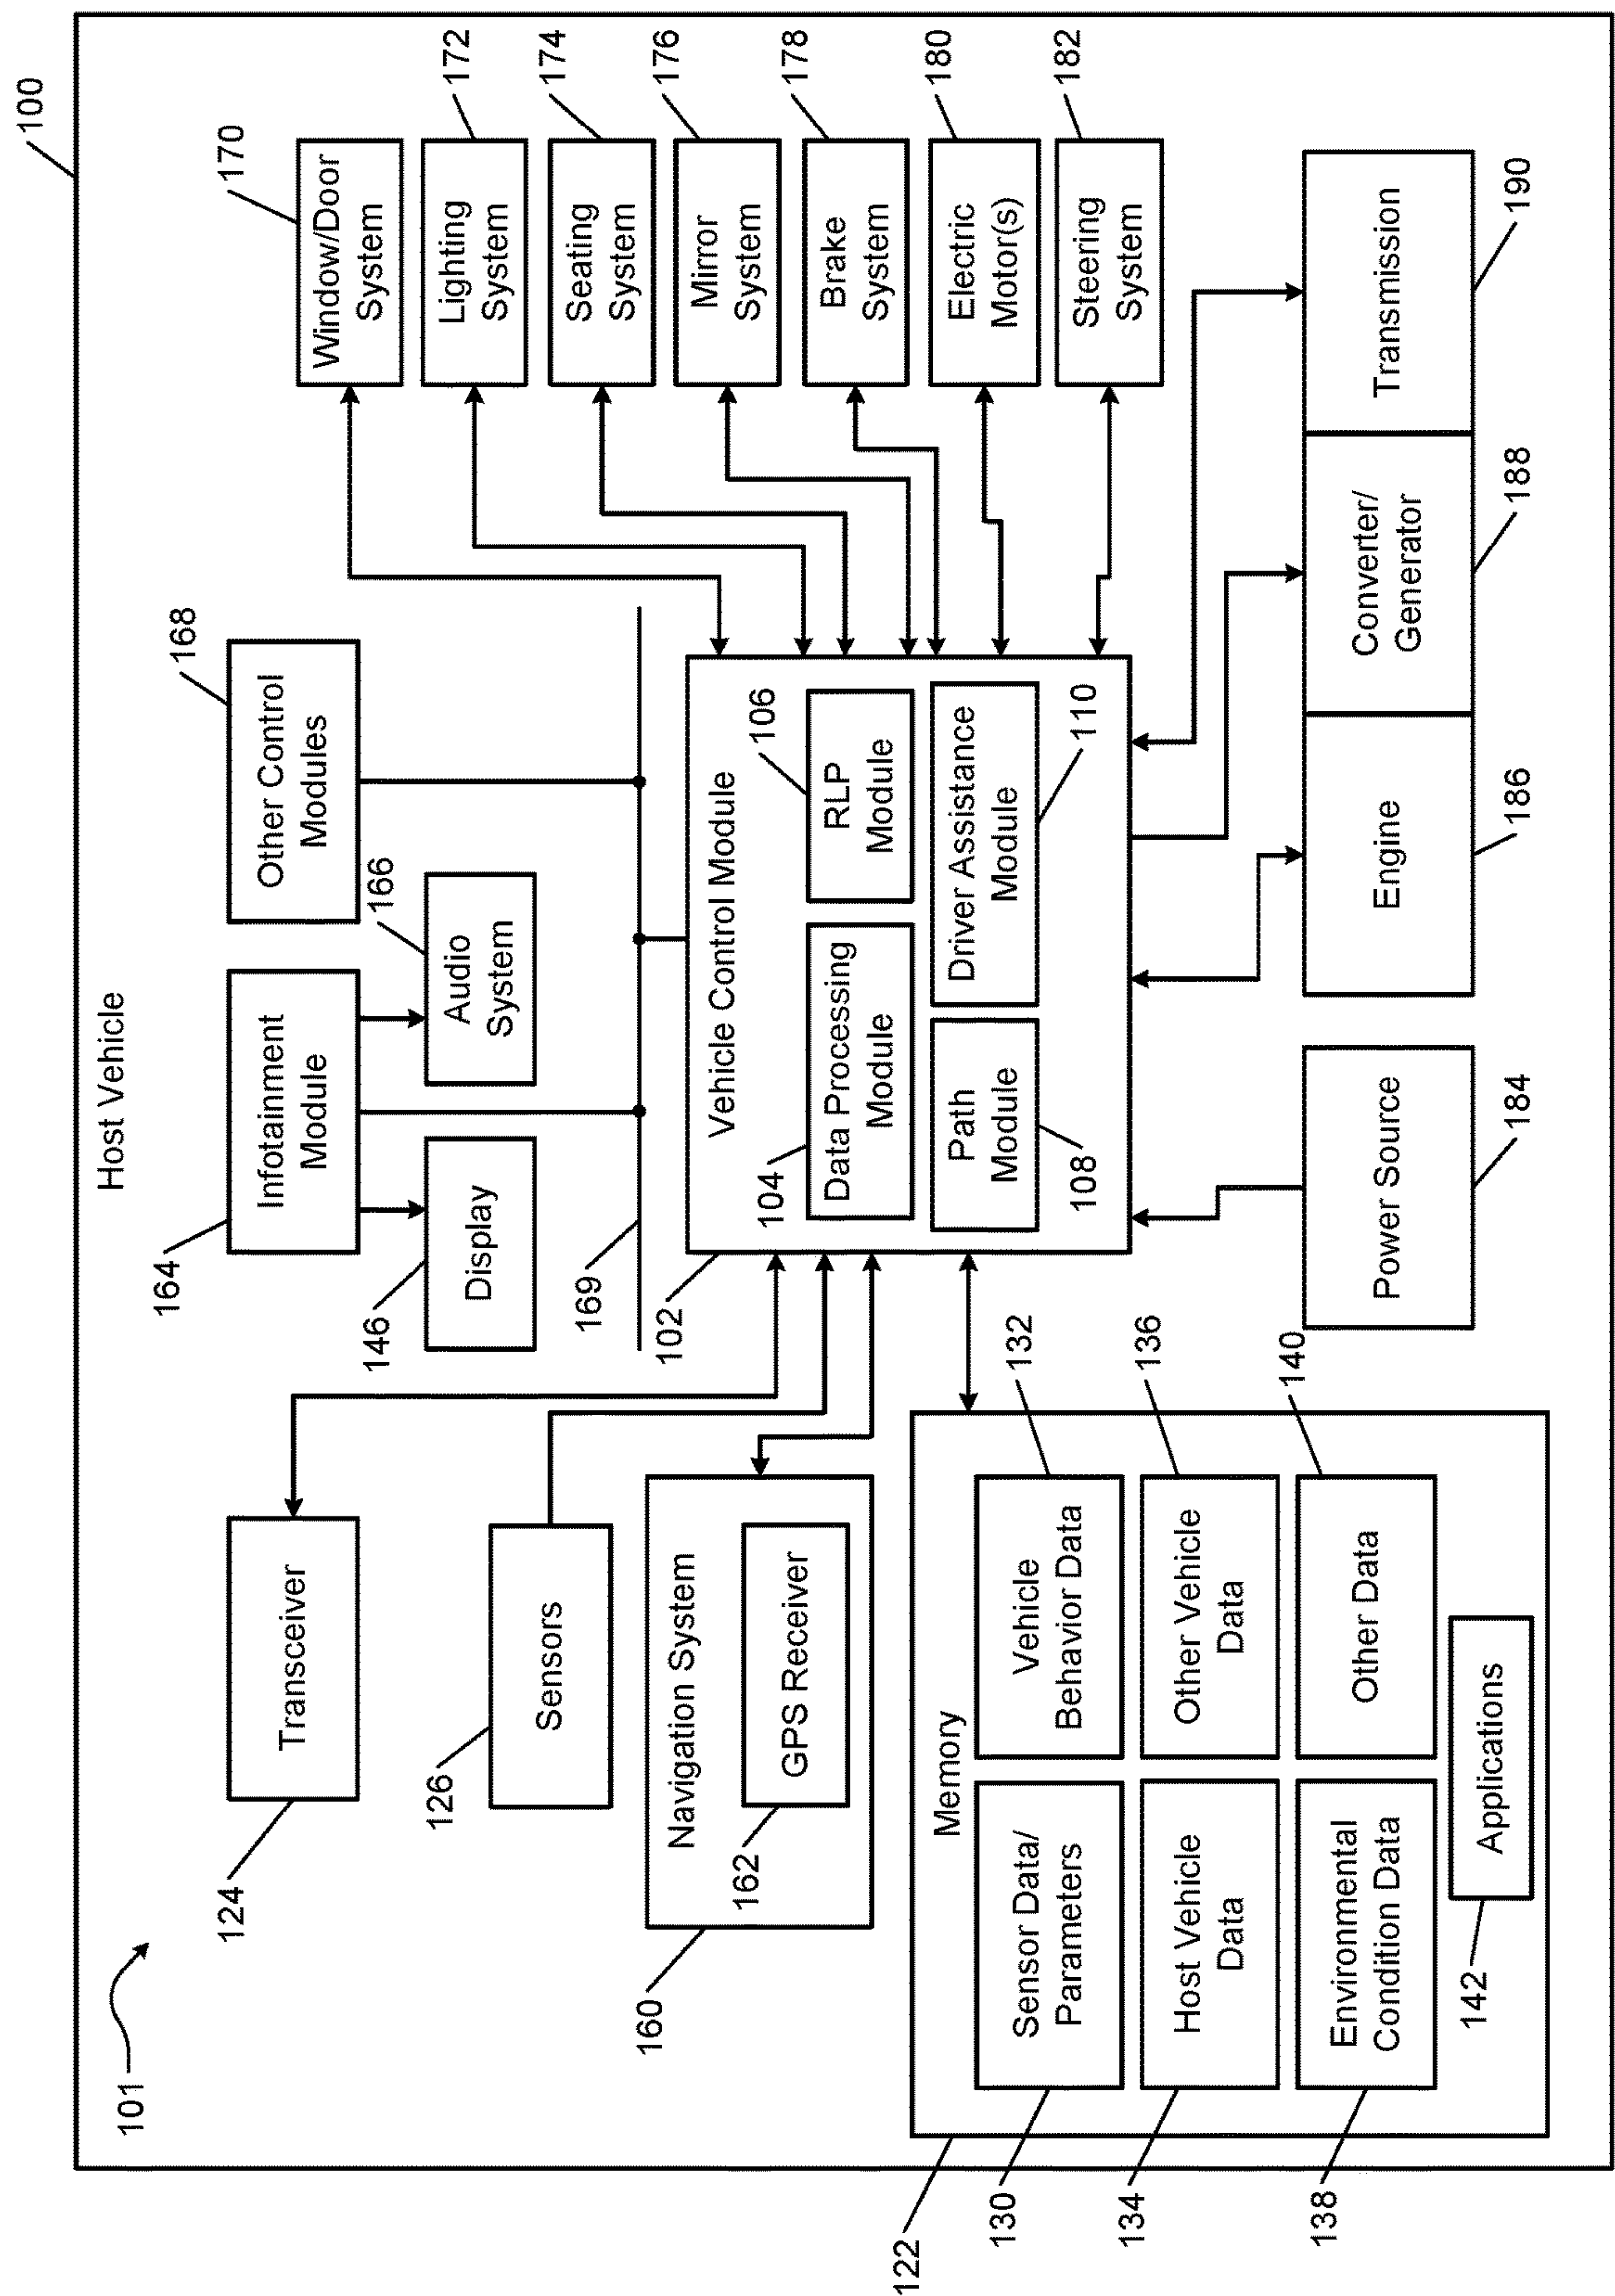 100
Host Vehicle
101
124
Transceiver
126
Sensors
160
Navigation System
162
GPS Receiver
164
Infotainment
Module
146
Display
166
Audio
System
168
Other Control
Modules
169
102
Vehicle Control Module
104
Data Processing
Module
106
RLP
Module
108
Path
Module
110
Driver Assistance
Module
170
Window/Door
System
172
Lighting
System
174
Seating
System
176
Mirror
System
178
Brake
System
180
Electric
Motor(s)
182
Steering
System
122
Memory
130
Sensor Data/
Parameters
132
Vehicle
Behavior Data
134
Host Vehicle
Data
136
Other Vehicle
Data
138
Environmental
Condition Data
140
Other Data
142
Applications
Power Source
184
Engine
186
Converter/
Generator
188
Transmission
190